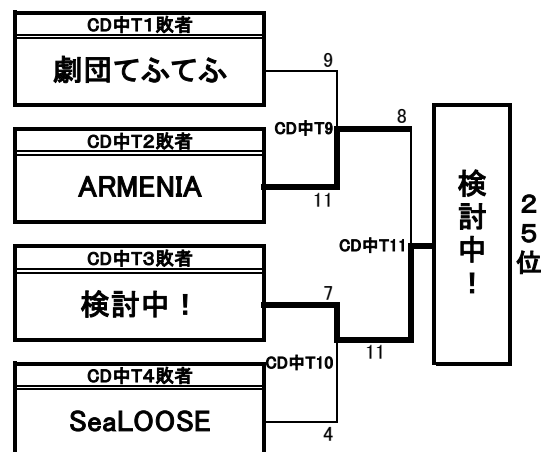 CD中T1敗者
劇団てふてふ
9
CD中T9
8
CD中T2敗者
ARMENIA
11
検討中！
25位
CD中T11
CD中T3敗者
検討中！
7
11
CD中T10
CD中T4敗者
SeaLOOSE
4